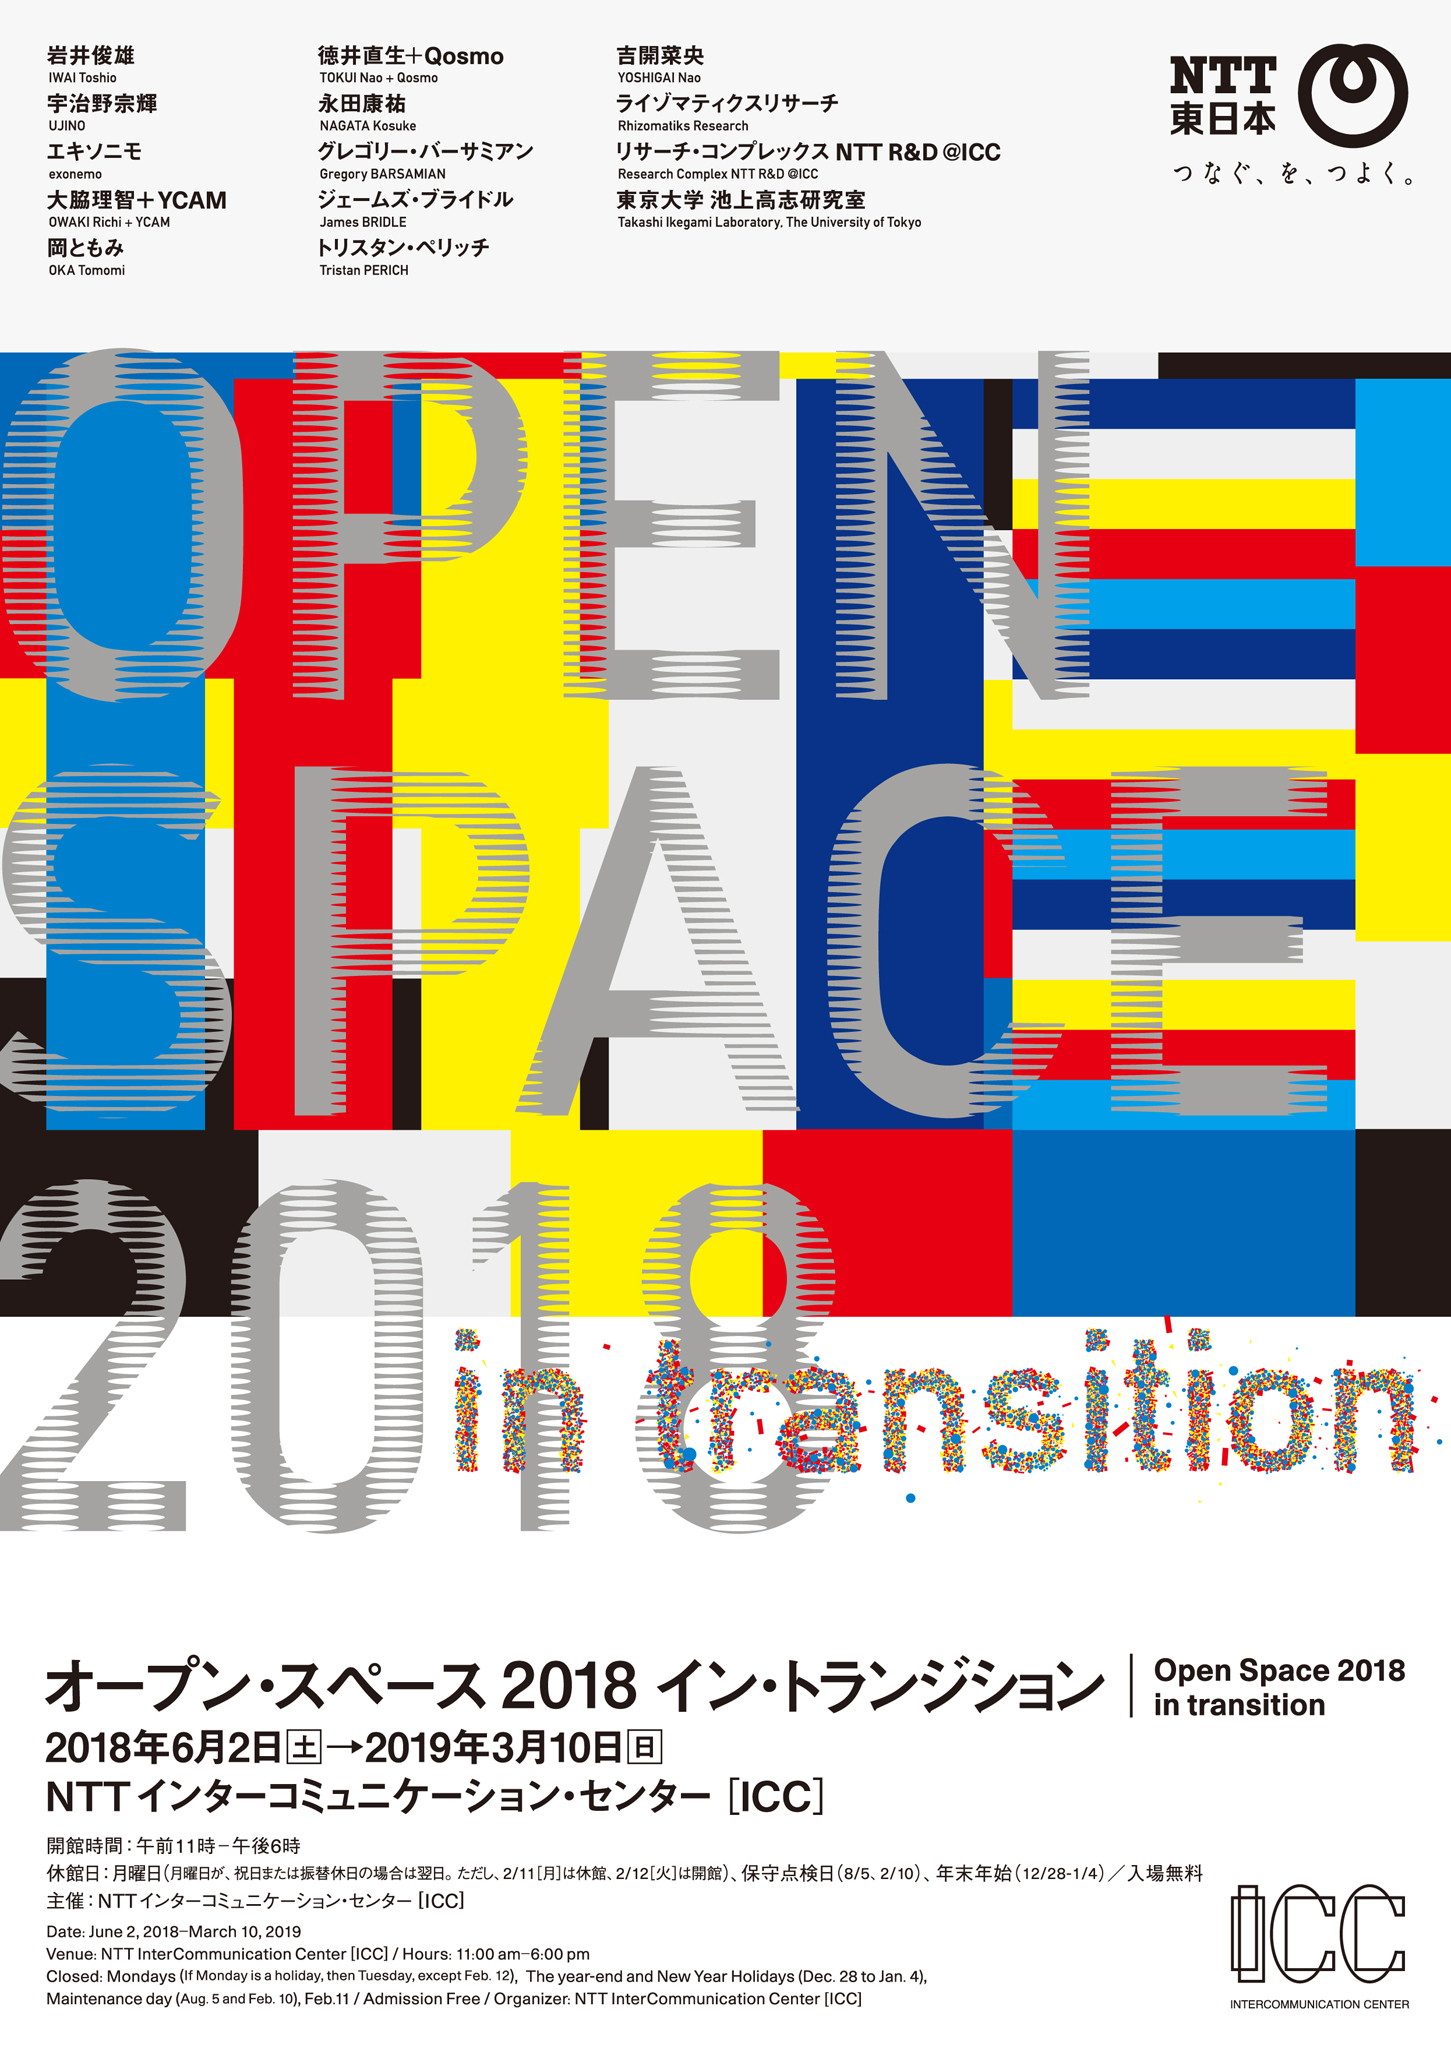 岩井俊雄
IWAI Toshio
宇治野宗輝
UJINO
エキソニモ
exonemo
大脇理智＋YCAM
OWAKI Richi + YCAM
岡ともみ
OKA Tomomi
徳井直生＋Qosmo
TOKUI Nao + Qosmo
永田康祐
NAGATA Kosuke
グレゴリー・バーサミアン
Gregory BARSAMIAN
ジェームズ・ブライドル
James BRIDLE
トリスタン・ペリッチ
Tristan PERICH
吉開菜央
YOSHIGAI Nao
ライゾマティクスリサーチ
Rhizomatiks Research
リサーチ・コンプレックス NTT R&D @ICC
Research Complex NTT R&D @ICC
東京大学 池上高志研究室
Takashi Ikegami Laboratory, The University of Tokyo
NTT
東日本
つなぐ、を、つよく。
OPEN
SPACE
2018
in transition
オープン・スペース 2018 イン・トランジション
Open Space 2018
in transition
2018年6月2日[土]→2019年3月10日[日]
NTTインターコミュニケーション・センター [ICC]
開館時間：午前11時－午後6時
休館日：月曜日（月曜日が、祝日または振替休日の場合は翌日。ただし、2/11［月］は休館、2/12［火］は開館）、保守点検日（8/5、2/10）、年末年始（12/28-1/4）／入場無料
主催：NTTインターコミュニケーション・センター [ICC]
Date: June 2, 2018–March 10, 2019
Venue: NTT InterCommunication Center [ICC] / Hours: 11:00 am–6:00 pm
Closed: Mondays (If Monday is a holiday, then Tuesday, except Feb. 12), The year-end and New Year Holidays (Dec. 28 to Jan. 4),
Maintenance day (Aug. 5 and Feb. 10), Feb.11 / Admission Free / Organizer: NTT InterCommunication Center [ICC]
ICC
INTERCOMMUNICATION CENTER